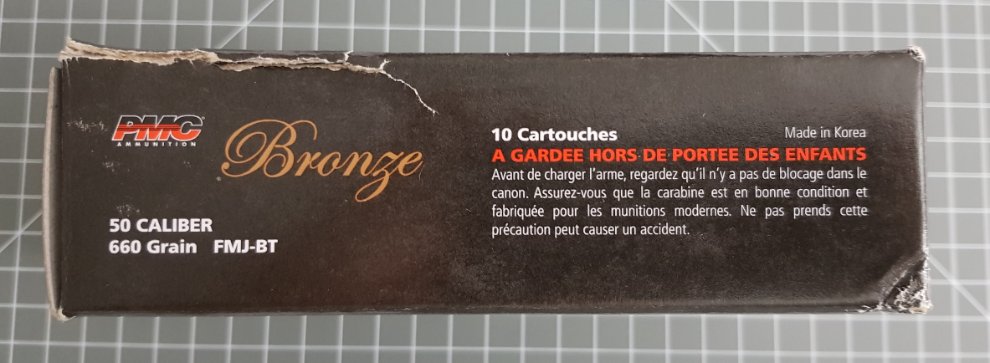 PMC
AMMUNITION
Bronze
50 CALIBER
660 Grain FMJ-BT
10 Cartouches Made in Korea
A GARDEE HORS DE PORTEE DES ENFANTS
Avant de charger l'arme, regardez qu'il n'y a pas de blocage dans le
canon. Assurez-vous que la carabine est en bonne condition et
fabriquée pour les munitions modernes. Ne pas prends cette
précaution peut causer un accident.